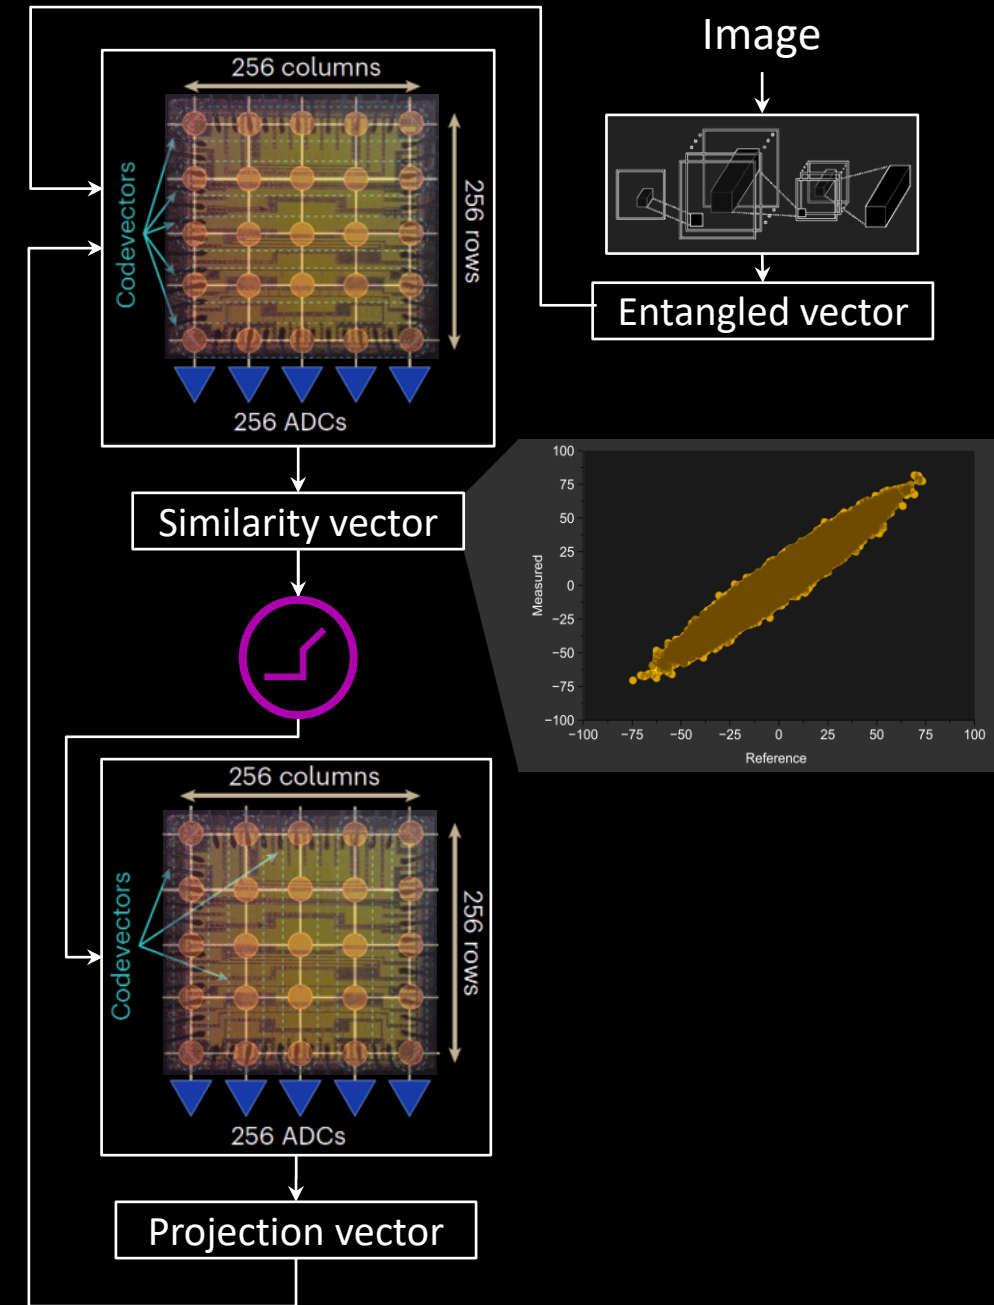 Image
256 columns
Codevectors
256 rows
256 ADCs
Entangled vector
Similarity vector
100
75
50
25
0
−25
−50
−75
−100
Measured
−100
−75
−50
−25
0
25
50
75
100
Reference
256 columns
Codevectors
256 rows
256 ADCs
Projection vector